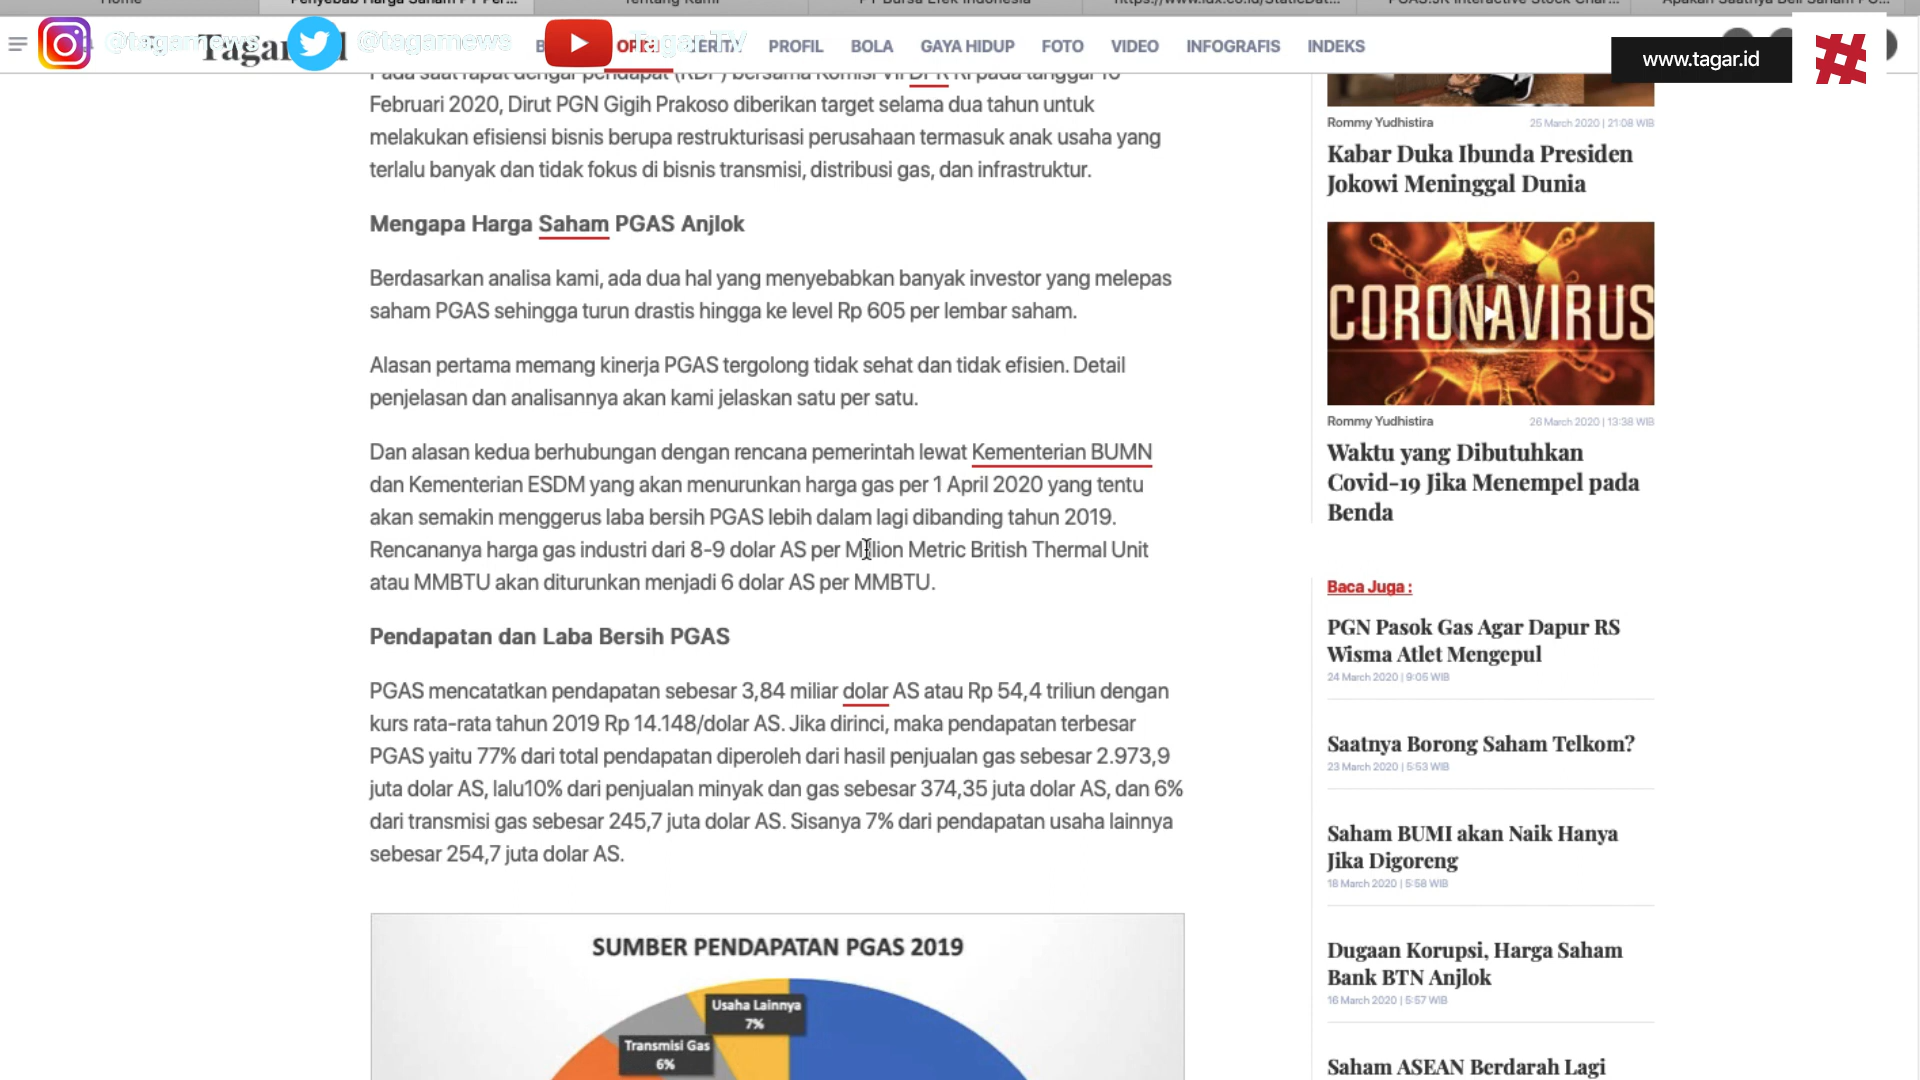 @tagarnews
@tagarnews
Tagar TV
PROFIL
BOLA
GAYA HIDUP
FOTO
VIDEO
INFOGRAFIS
INDEKS
www.tagar.id
Februari 2020, Dirut PGN Gigih Prakoso diberikan target selama dua tahun untuk
melakukan efisiensi bisnis berupa restrukturisasi perusahaan termasuk anak usaha yang
terlalu banyak dan tidak fokus di bisnis transmisi, distribusi gas, dan infrastruktur.
Mengapa Harga Saham PGAS Anjlok
Berdasarkan analisa kami, ada dua hal yang menyebabkan banyak investor yang melepas
saham PGAS sehingga turun drastis hingga ke level Rp 605 per lembar saham.
Alasan pertama memang kinerja PGAS tergolong tidak sehat dan tidak efisien. Detail
penjelasan dan analisannya akan kami jelaskan satu per satu.
Dan alasan kedua berhubungan dengan rencana pemerintah lewat Kementerian BUMN
dan Kementerian ESDM yang akan menurunkan harga gas per 1 April 2020 yang tentu
akan semakin menggerus laba bersih PGAS lebih dalam lagi dibanding tahun 2019.
Rencananya harga gas industri dari 8-9 dolar AS per Million Metric British Thermal Unit
atau MMBTU akan diturunkan menjadi 6 dolar AS per MMBTU.
Pendapatan dan Laba Bersih PGAS
PGAS mencatatkan pendapatan sebesar 3,84 miliar dolar AS atau Rp 54,4 triliun dengan
kurs rata-rata tahun 2019 Rp 14.148/dolar AS. Jika dirinci, maka pendapatan terbesar
PGAS yaitu 77% dari total pendapatan diperoleh dari hasil penjualan gas sebesar 2.973,9
juta dolar AS, lalu10% dari penjualan minyak dan gas sebesar 374,35 juta dolar AS, dan 6%
dari transmisi gas sebesar 245,7 juta dolar AS. Sisanya 7% dari pendapatan usaha lainnya
sebesar 254,7 juta dolar AS.
SUMBER PENDAPATAN PGAS 2019
Usaha Lainnya
7%
Transmisi Gas
6%
Rommy Yudhistira
25 March 2020 | 21:08 WIB
Kabar Duka Ibunda Presiden
Jokowi Meninggal Dunia
CORONAVIRUS
Rommy Yudhistira
26 March 2020 | 13:38 WIB
Waktu yang Dibutuhkan
Covid-19 Jika Menempel pada
Benda
Baca Juga :
PGN Pasok Gas Agar Dapur RS
Wisma Atlet Mengepul
24 March 2020 | 9:05 WIB
Saatnya Borong Saham Telkom?
23 March 2020 | 5:53 WIB
Saham BUMI akan Naik Hanya
Jika Digoreng
18 March 2020 | 5:58 WIB
Dugaan Korupsi, Harga Saham
Bank BTN Anjlok
16 March 2020 | 5:57 WIB
Saham ASEAN Berdarah Lagi